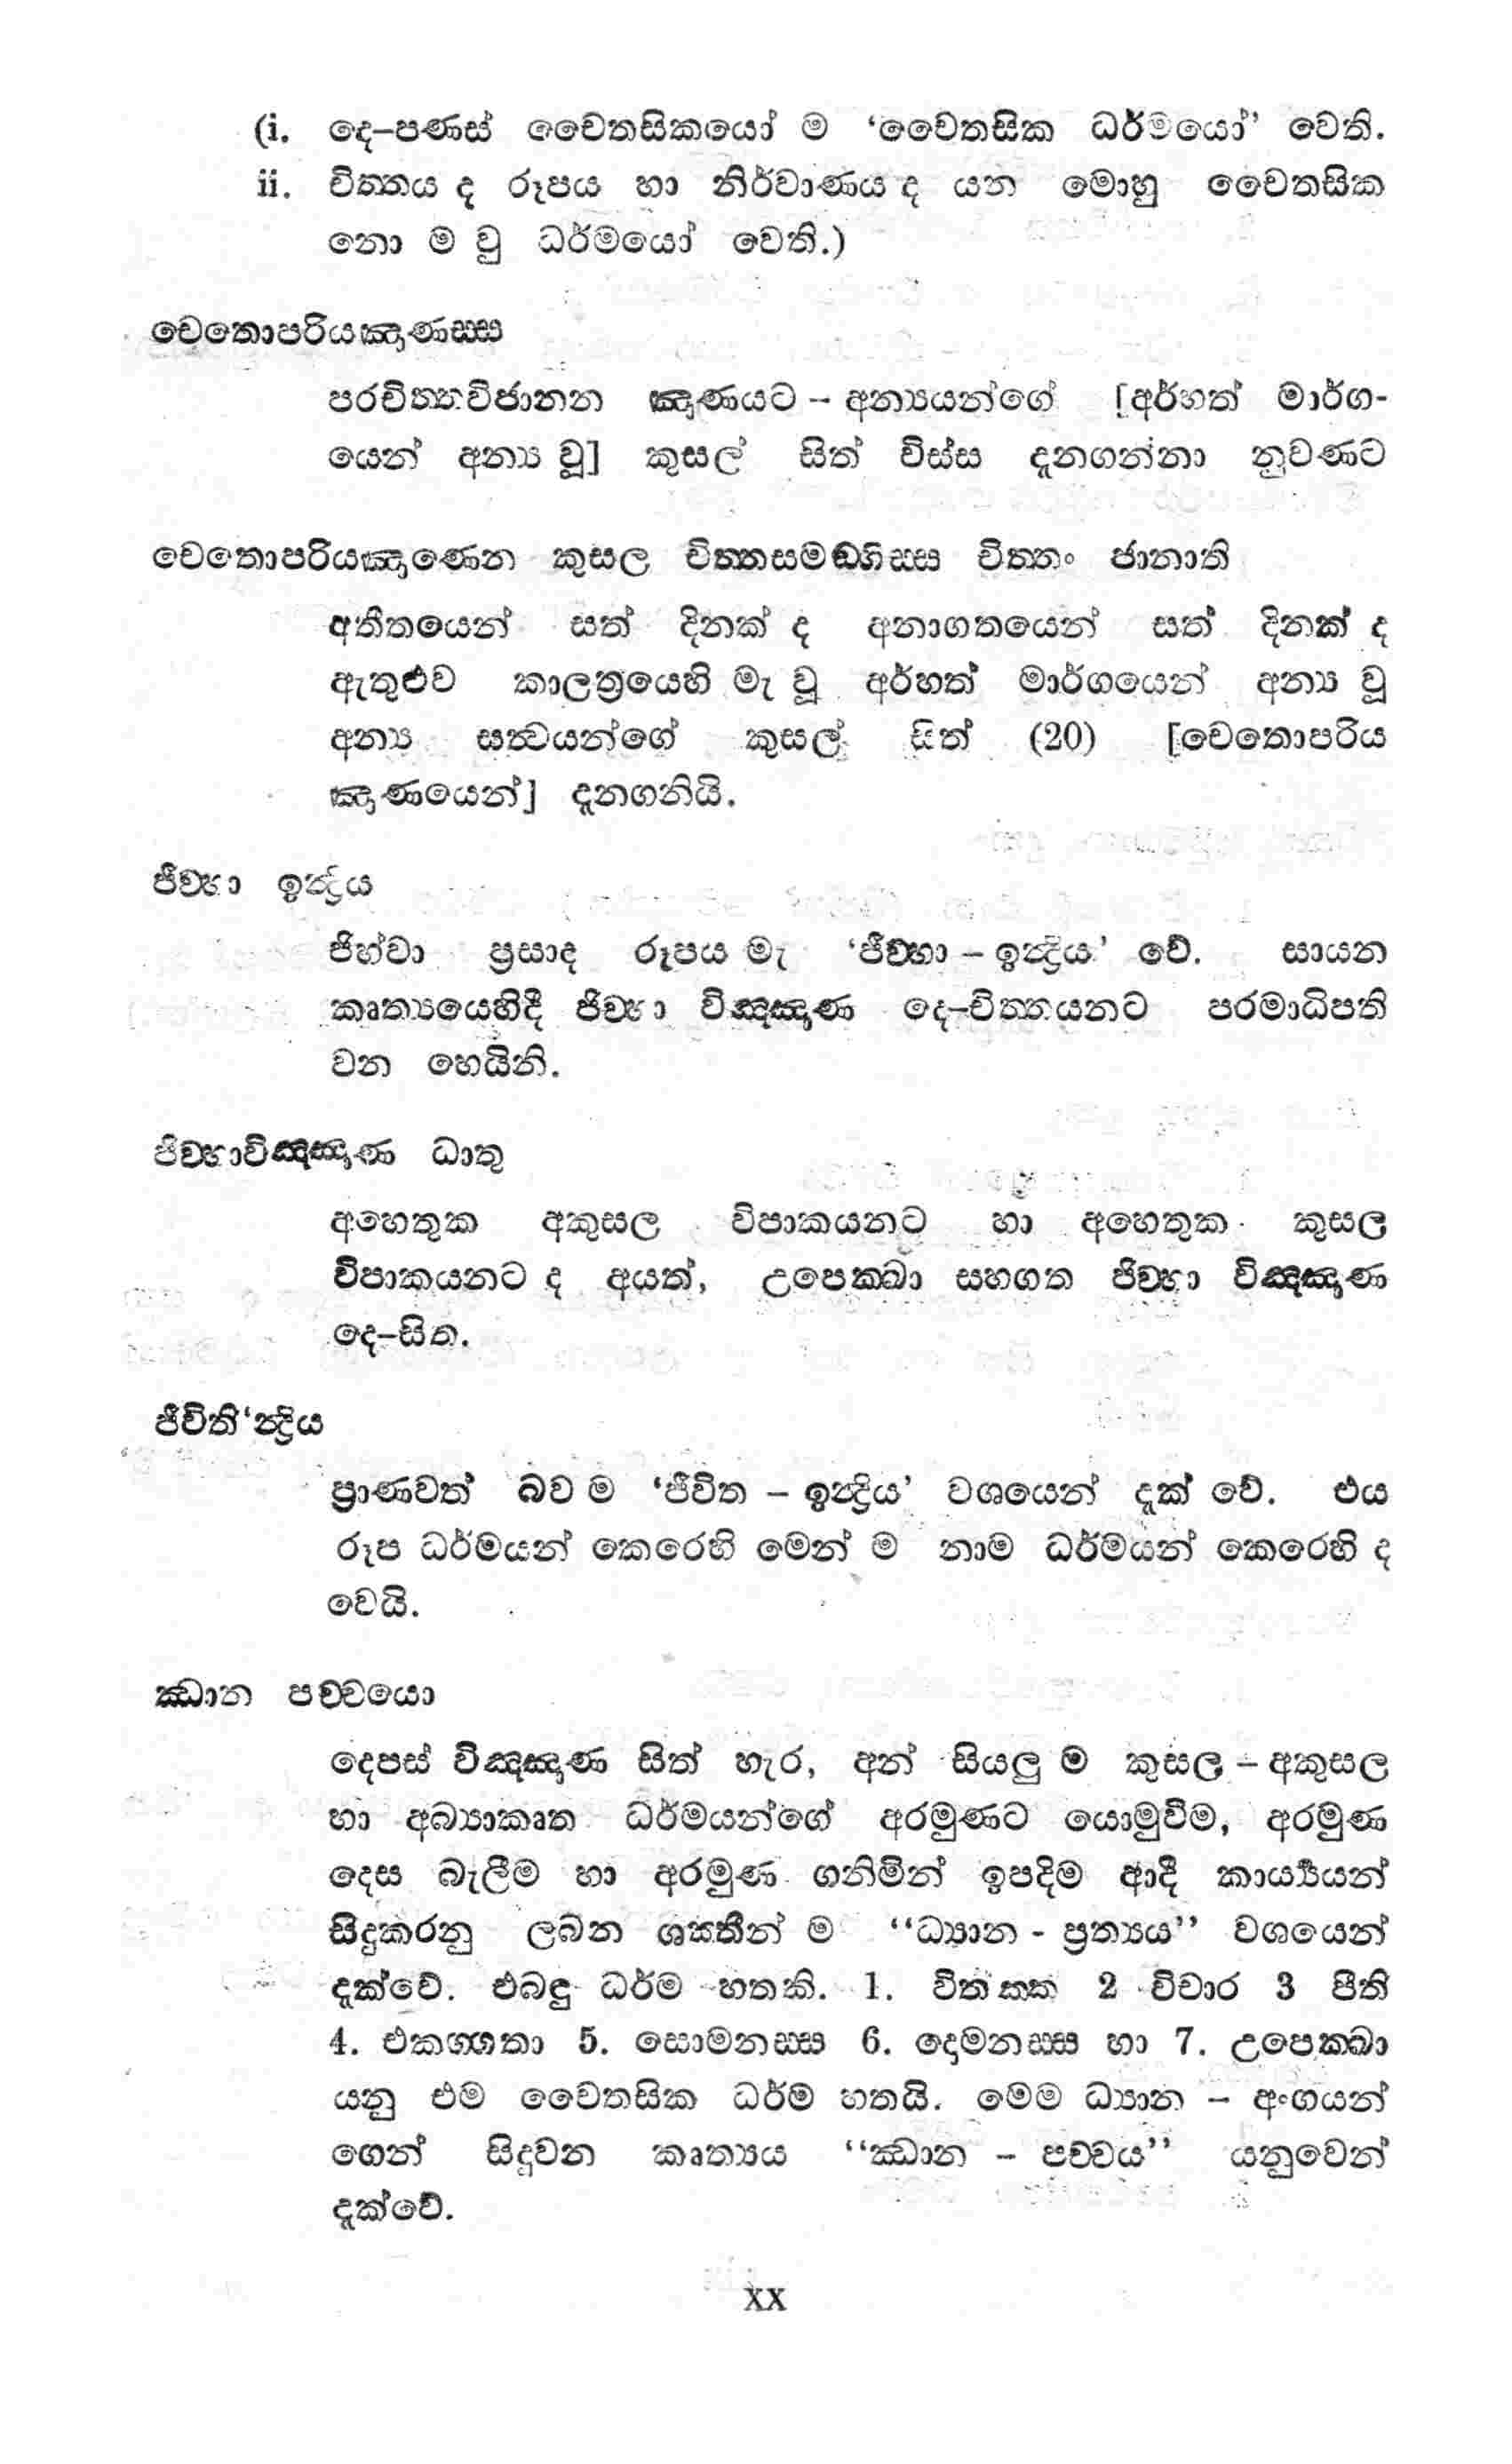 (i. දෙ–පණස් චෛතසිකයෝ ම ‘චෛතසික ධර්මයෝ’ වෙති.
ii. චිත්තය ද රූපය හා නිර්වාණය ද යන මොහු චෛතසික
නො ම වූ ධර්මයෝ වෙති.)
චෙතොපරියඤාණස්ස
පරචිත්තවිජානන ඤාණයට – අන්‍යයන්ගේ [අර්හත් මාර්ග-
යෙන් අන්‍ය වූ] කුසල් සිත් විස්ස දැනගන්නා නුවණට
චෙතොපරියඤාණෙන කුසල චිත්තසමඞ්ගිස්ස චිත්තං ජානාති
අතීතයෙන් සත් දිනක් ද අනාගතයෙන් සත් දිනක් ද
ඇතුළුව කාලත්‍රයෙහි මැ වූ අර්හත් මාර්ගයෙන් අන්‍ය වූ
අන්‍ය සත්වයන්ගේ කුසල් සිත් (20) [චෙතොපරිය
ඤාණයෙන්] දැනගනියි.
ජීව්හා ඉන්ද්‍රිය
ජිහ්වා ප්‍රසාද රූපය මැ ‘ජීව්හා – ඉන්ද්‍රිය’ වේ. සායන
කෘත්‍යයෙහිදී ජිව්හා විඤ්ඤාණ දෙ–චිත්තයනට පරමාධිපති
වන හෙයිනි.
ජිව්හාවිඤ්ඤාණ ධාතු
අහෙතුක අකුසල විපාකයනට හා අහෙතුක කුසල
විපාකයනට ද අයත්, උපෙක්ඛා සහගත ජිව්හා විඤ්ඤාණ
දෙ–සිත.
ජීවිති‘න්ද්‍රිය
ප්‍රාණවත් බව ම ‘ජීවිත – ඉන්ද්‍රිය’ වශයෙන් දැක් වේ. එය
රූප ධර්මයන් කෙරෙහි මෙන් ම නාම ධර්මයන් කෙරෙහි ද
වෙයි.
ඣාන පච්චයො
දෙපස් විඤ්ඤාණ සිත් හැර, අන් සියලු ම කුසල – අකුසල
හා අබ්‍යාකෘත ධර්මයන්ගේ අරමුණට යොමුවීම, අරමුණ
දෙස බැලීම හා අරමුණ ගනිමින් ඉපදිම ආදී කාර්‍ය්‍යයන්
සිදුකරනු ලබන ශක්තීන් ම ‘‘ධ්‍යාන - ප්‍රත්‍යය’’ වශයෙන්
දැක්වේ. එබඳු ධර්ම හතකි. 1. විතක්ක 2 විචාර 3 පීති
4. එකග්ගතා 5. සොමනස්ස 6. දොමනස්ස හා 7. උපෙක්ඛා
යනු එම චෛතසික ධර්ම හතයි. මෙම ධ්‍යාන – අංගයන්
ගෙන් සිදුවන කෘත්‍යය ‘‘ඣාන – පච්චය’’ යනුවෙන්
දැක්වේ.
xx